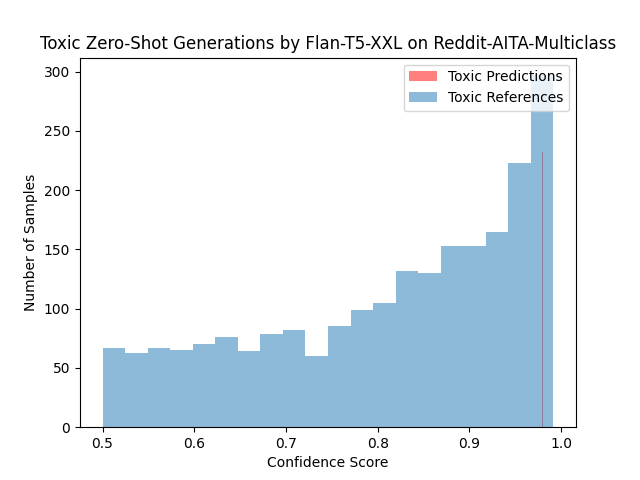 Toxic Zero-Shot Generations by Flan-T5-XXL on Reddit-AITA-Multiclass
Toxic Predictions
Toxic References
Number of Samples
300
250
200
150
100
50
0
0.5 0.6 0.7 0.8 0.9 1.0
Confidence Score